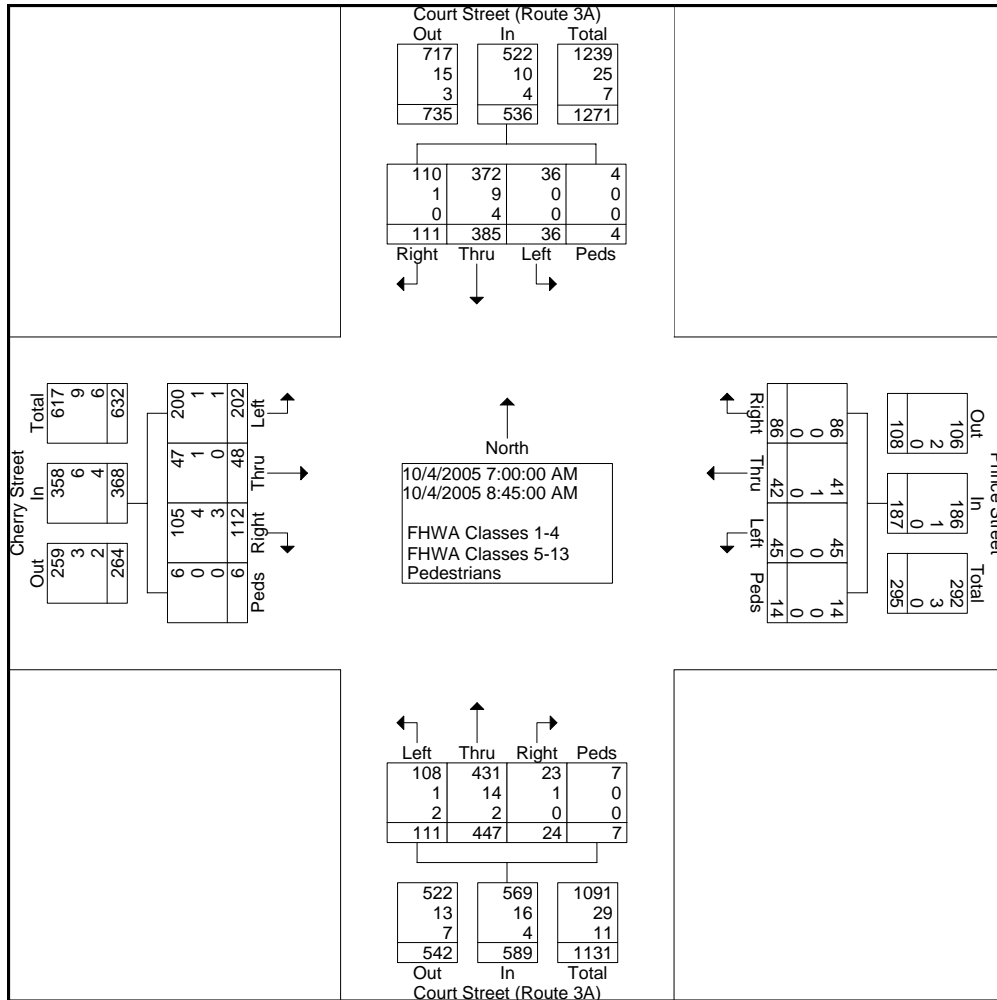 Court Street (Route 3A)
Out In Total
717 522 1239
15 10 25
3 4 7
735 536 1271
110 372 36 4
1 9 0 0
0 4 0 0
111 385 36 4
Right Thru Left Peds
Cherry Street
Total In Out
617 358 259
9 6 3
6 4 2
632 368 264
200 47 105 6
1 1 4 0
1 0 3 0
202 48 112 6
Left Thru Right Peds
North
10/4/2005 7:00:00 AM
10/4/2005 8:45:00 AM
FHWA Classes 1-4
FHWA Classes 5-13
Pedestrians
Right Thru Left Peds
86 41 45 14
0 1 0 0
0 0 0 0
86 42 45 14
Prince Street
Out In Total
106 186 292
2 1 3
0 0 0
108 187 295
Left Thru Right Peds
108 431 23 7
1 14 1 0
2 2 0 0
111 447 24 7
522 569 1091
13 16 29
7 4 11
542 589 1131
Out In Total
Court Street (Route 3A)